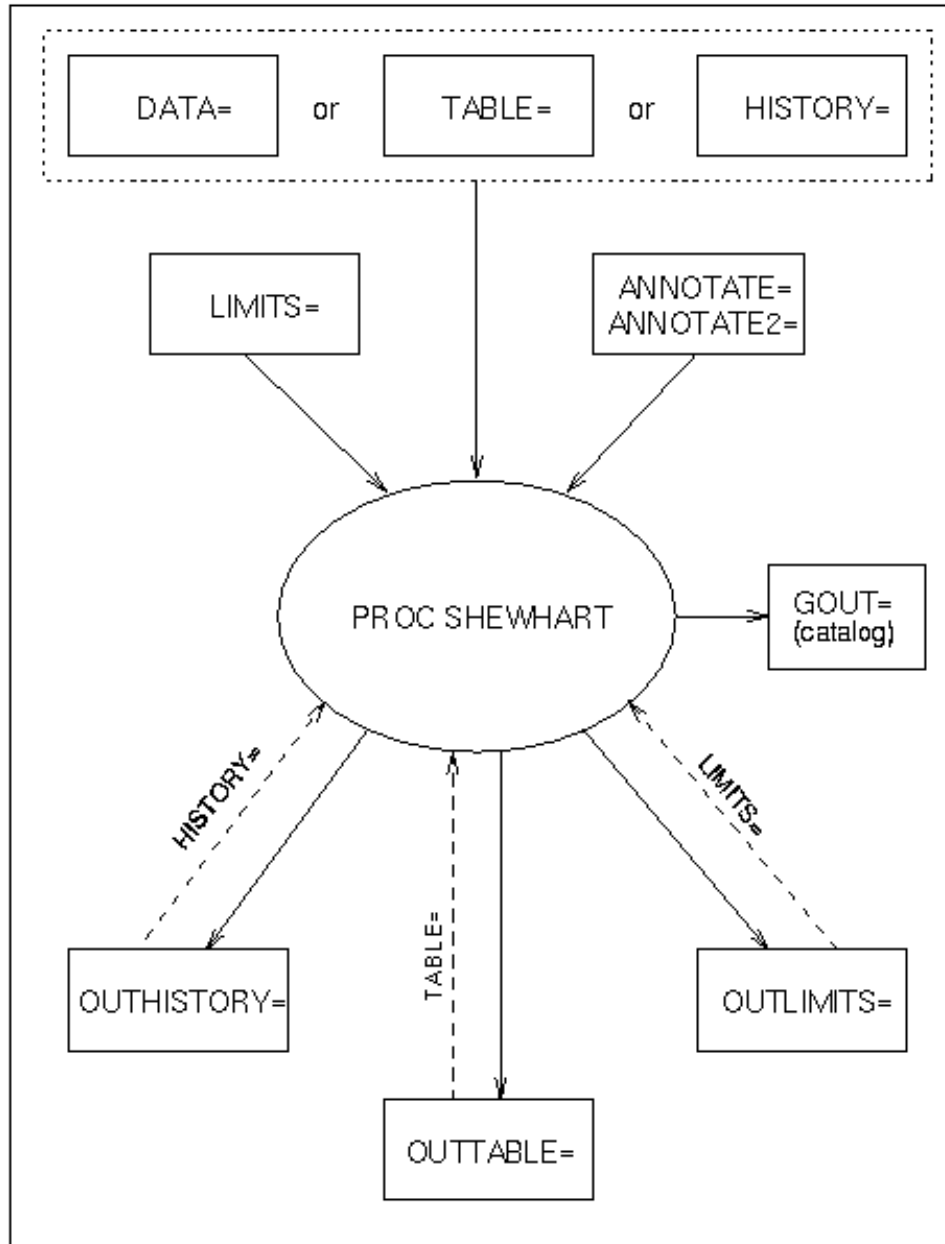 DATA= or TABLE= or HISTORY=
LIMITS=
ANNOTATE=
ANNOTATE2=
PROC SHEWHART
GOUT=
(catalog)
HISTORY=
TABLE=
LIMITS=
OUTHISTORY=
OUTLIMITS=
OUTTABLE=